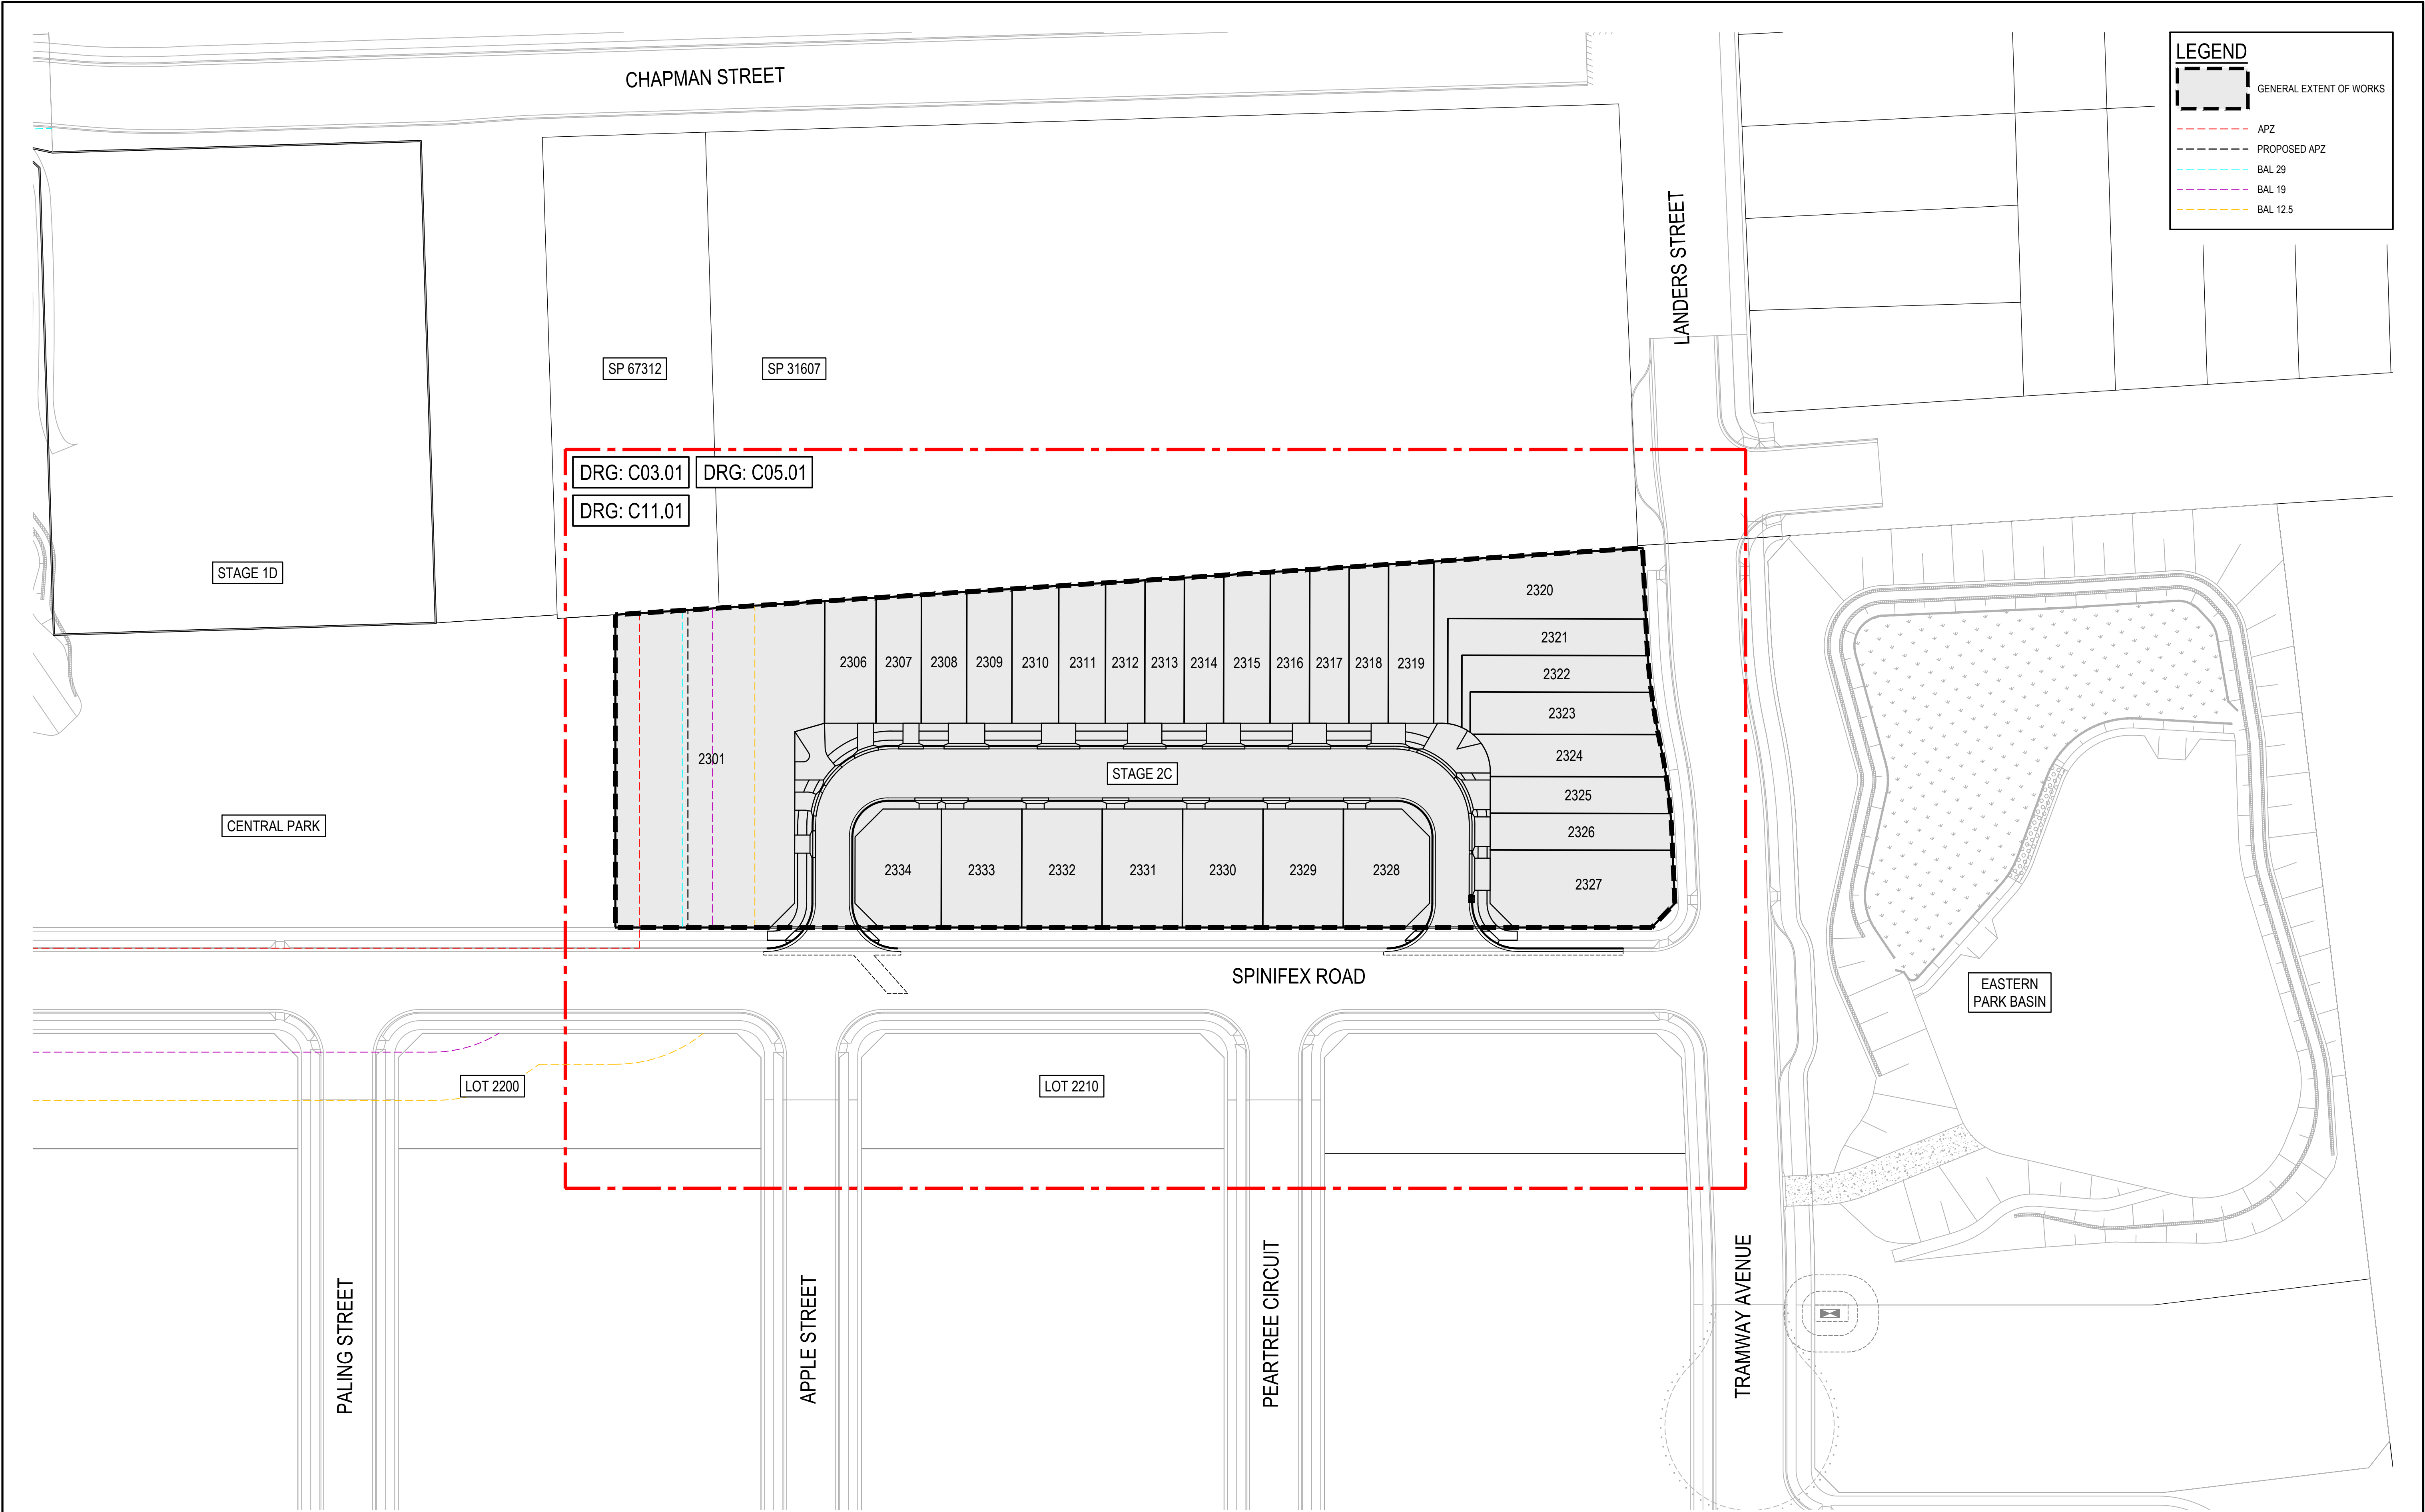 CHAPMAN STREET
LEGEND
GENERAL EXTENT OF WORKS
APZ
PROPOSED APZ
BAL 29
BAL 19
BAL 12.5
LANDERS STREET
SP 67312
SP 31607
DRG: C03.01
DRG: C05.01
DRG: C11.01
STAGE 1D
2320
2321
2306
2307
2308
2309
2310
2311
2312
2313
2314
2315
2316
2317
2318
2319
2322
2323
2301
2324
STAGE 2C
2325
CENTRAL PARK
2326
2334
2333
2332
2331
2330
2329
2328
2327
SPINIFEX ROAD
EASTERN
PARK BASIN
LOT 2200
LOT 2210
PALING STREET
APPLE STREET
PEARTREE CIRCUIT
TRAMWAY AVENUE